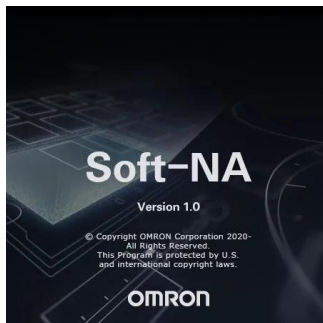 Soft-NA
Version 1.0
© Copyright OMRON Corporation 2020-
All Rights Reserved.
This Program is protected by U.S.
and international copyright laws.
OMRON